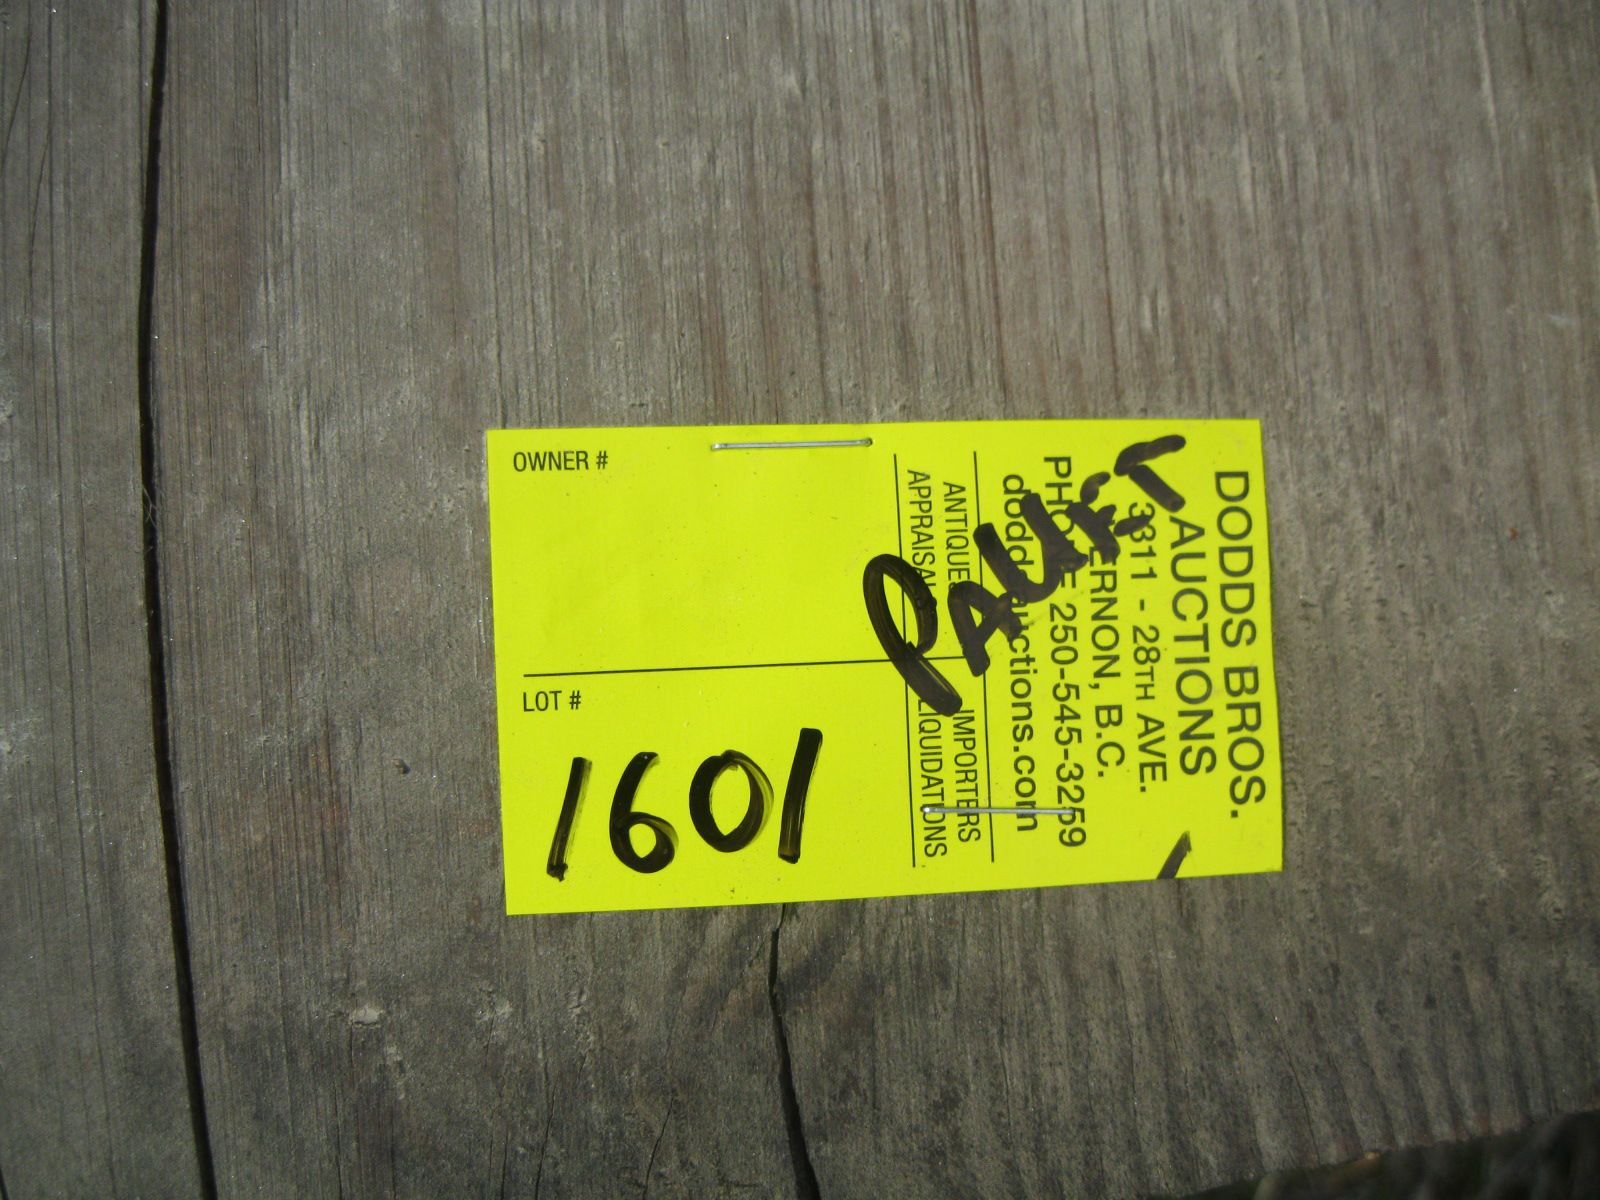 OWNER #
LOT #
1601
DODDS BROS.
AUCTIONS
3311 - 28TH AVE.
VERNON, B.C.
PHONE 250-545-3259
doddsauctions.com
ANTIQUES IMPORTERS
APPRAISALS LIQUIDATIONS
PAUL